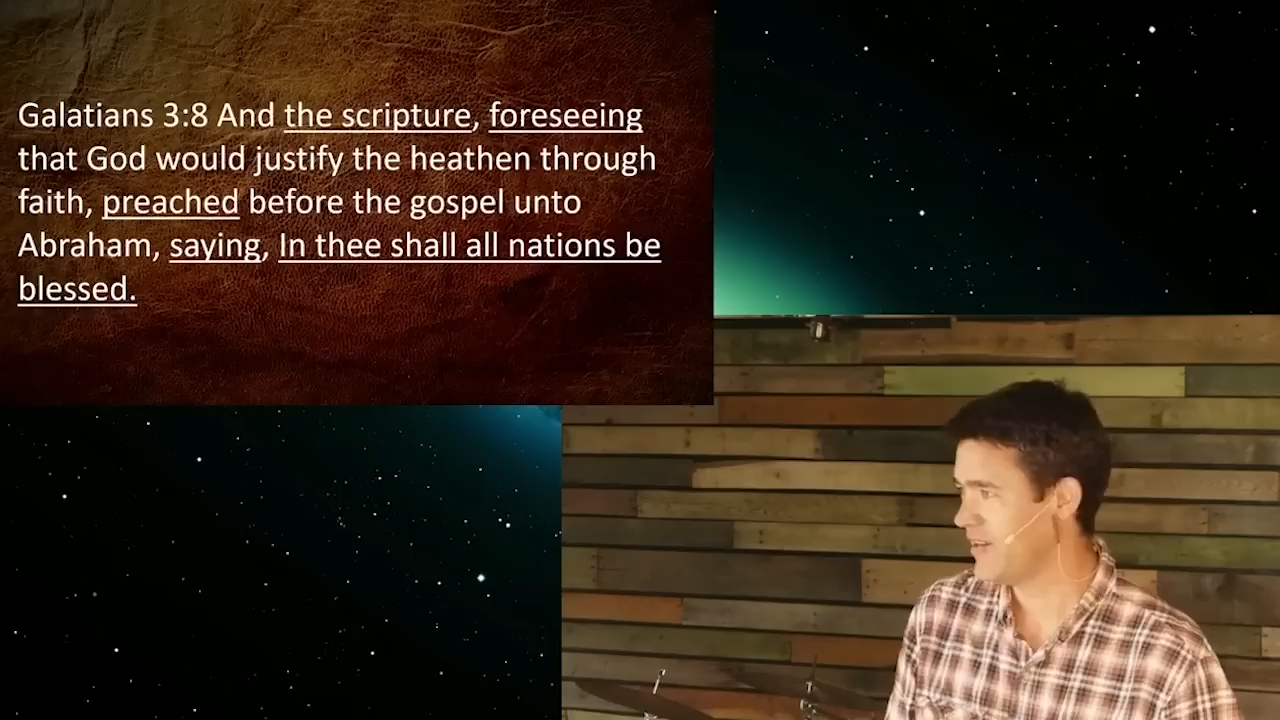 Galatians 3:8 And the scripture, foreseeing
that God would justify the heathen through
faith, preached before the gospel unto
Abraham, saying, In thee shall all nations be
blessed.